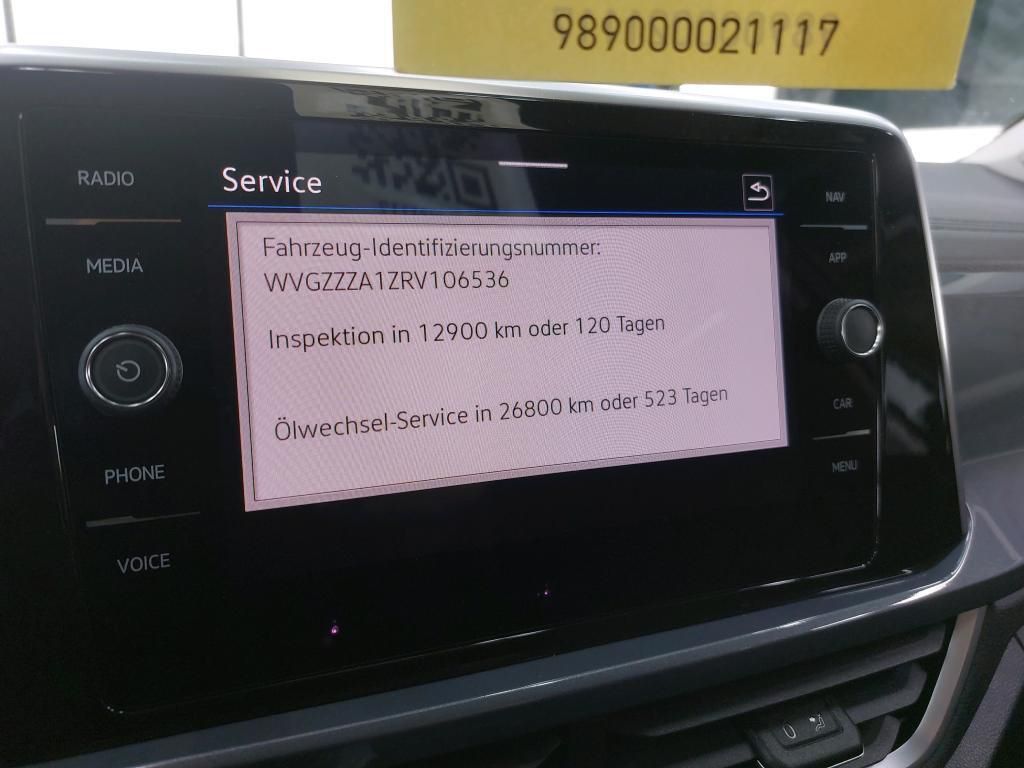 989000021117
RADIO
MEDIA
PHONE
VOICE
Service
Fahrzeug-Identifizierungsnummer:
WVGZZZA1ZRV106536
Inspektion in 12900 km oder 120 Tagen
Ölwechsel-Service in 26800 km oder 523 Tagen
NAV
APP
CAR
MENU
0